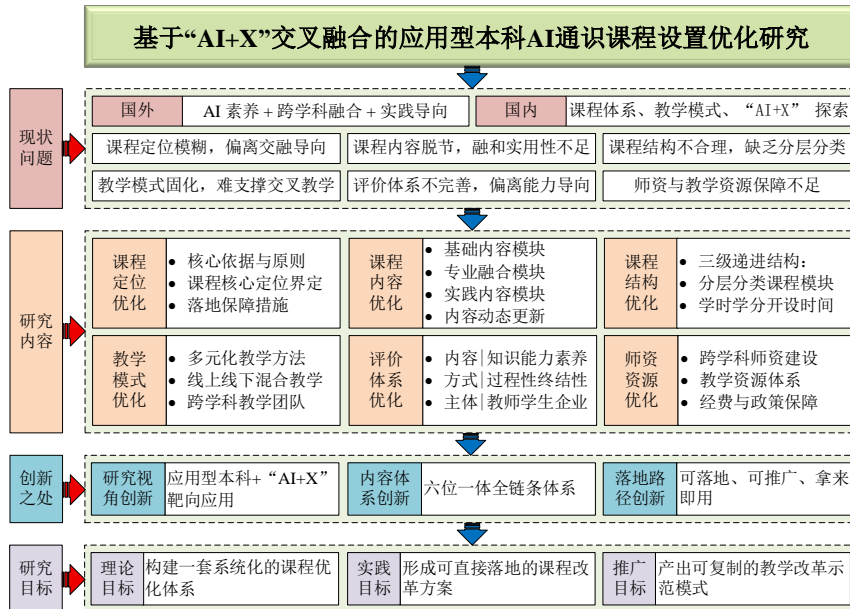 基于“AI+X”交叉融合的应用型本科AI通识课程设置优化研究
现状
问题
国外
AI 素养 + 跨学科融合 + 实践导向
国内
课程体系、教学模式、“AI+X” 探索
课程定位模糊，偏离交融导向
课程内容脱节，融和实用性不足
课程结构不合理，缺乏分层分类
教学模式固化，难支撑交叉教学
评价体系不完善，偏离能力导向
师资与教学资源保障不足
研究
内容
课程
定位
优化
• 核心依据与原则
• 课程核心定位界定
• 落地保障措施
课程
内容
优化
• 基础内容模块
• 专业融合模块
• 实践内容模块
• 内容动态更新
课程
结构
优化
• 三级递进结构：
• 分层分类课程模块
• 学时学分开设时间
教学
模式
优化
• 多元化教学方法
• 线上线下混合教学
• 跨学科教学团队
评价
体系
优化
• 内容|知识能力素养
• 方式|过程性终结性
• 主体|教师学生企业
师资
资源
优化
• 跨学科师资建设
• 教学资源体系
• 经费与政策保障
创新
之处
研究视
角创新
应用型本科+ “AI+X”
靶向应用
内容体
系创新
六位一体全链条体系
落地路
径创新
可落地、可推广、拿来
即用
研究
目标
理论
目标
构建一套系统化的课程优
化体系
实践
目标
形成可直接落地的课程改
革方案
推广
目标
产出可复制的教学改革示
范模式